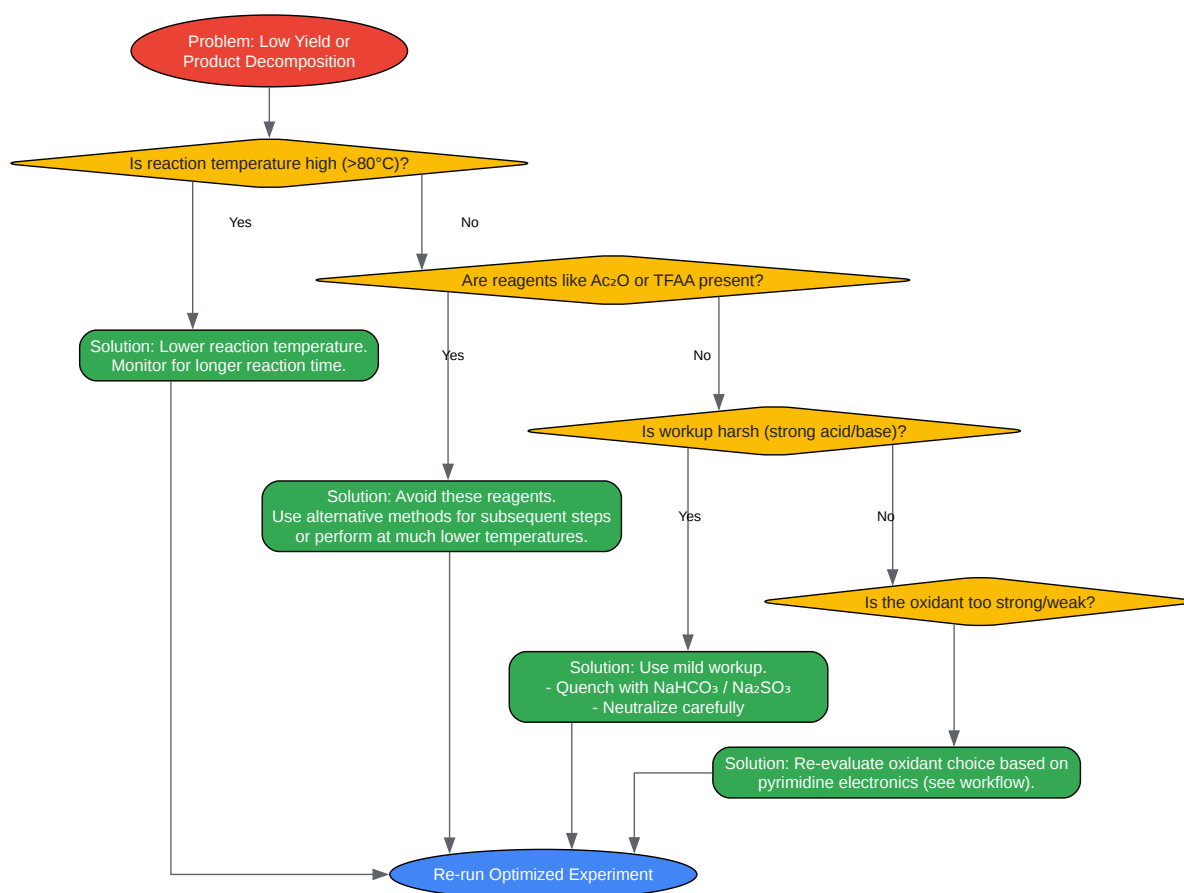 Problem: Low Yield or
Product Decomposition
Is reaction temperature high (>80°C)?
Yes
No
Are reagents like Ac₂O or TFAA present?
Solution: Lower reaction temperature.
Monitor for longer reaction time.
Yes
No
Is workup harsh (strong acid/base)?
Solution: Avoid these reagents.
Use alternative methods for subsequent steps
or perform at much lower temperatures.
Yes
No
Is the oxidant too strong/weak?
Solution: Use mild workup.
- Quench with NaHCO₃ / Na₂SO₃
- Neutralize carefully
Solution: Re-evaluate oxidant choice based on
pyrimidine electronics (see workflow).
Re-run Optimized Experiment